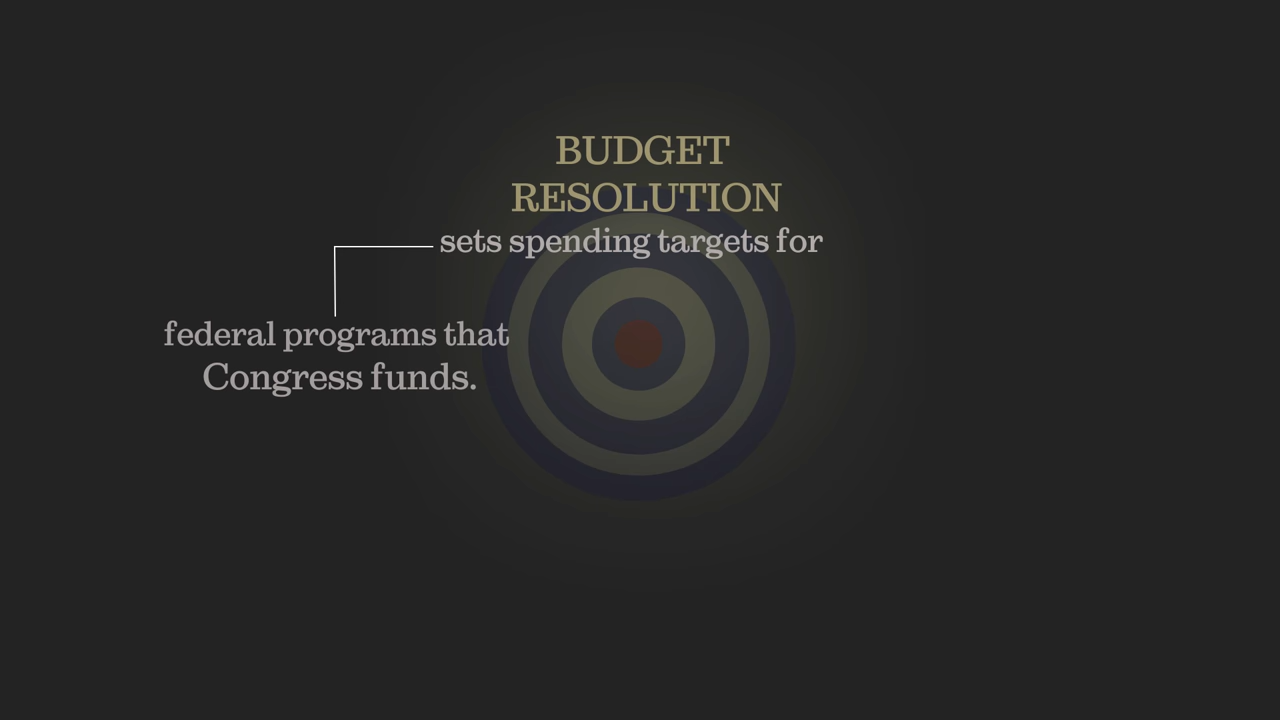 BUDGET
RESOLUTION
sets spending targets for
federal programs that
Congress funds.